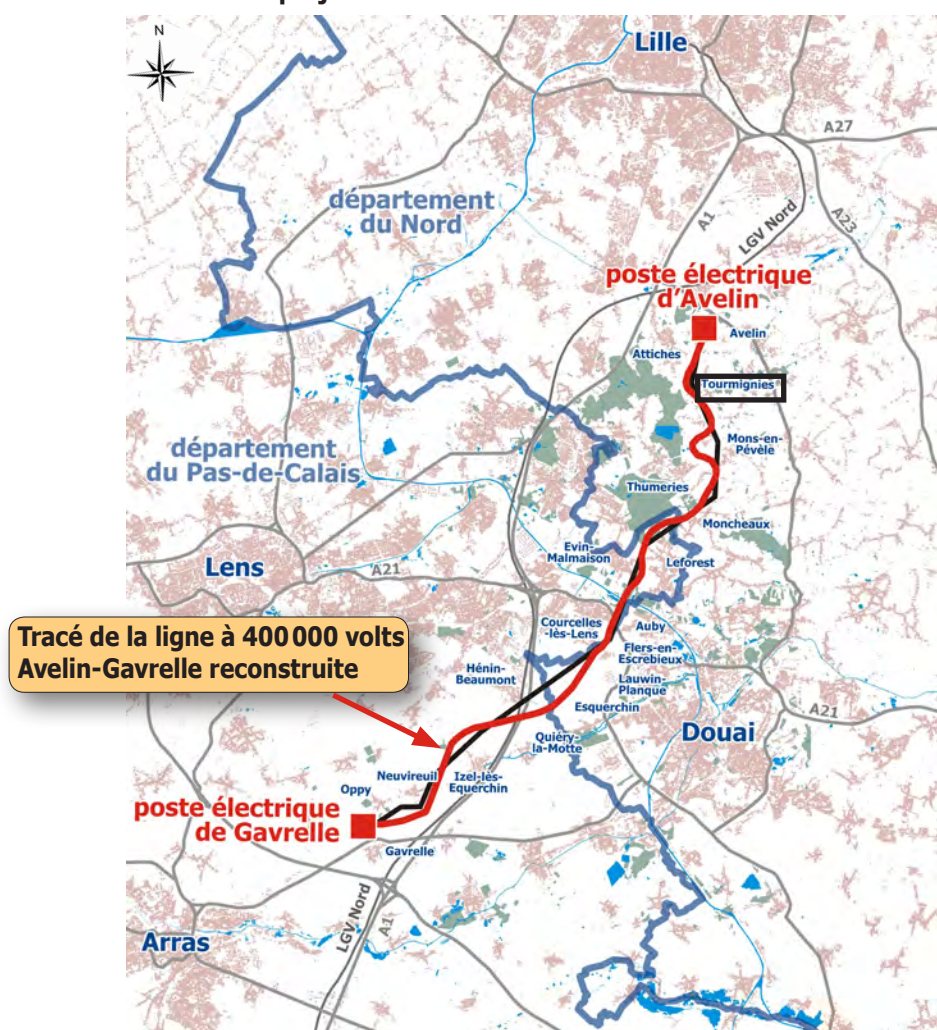 N
Lille
A27
département
du Nord
A1
LGV Nord
A23
poste électrique
d'Avelin
Avelin
Attiches
Tourmignies
Mons-en-
Pévèle
département
du Pas-de-Calais
Thumeries
Moncheaux
Evin-
Malmaison
Leforest
Lens
A21
Tracé de la ligne à 400 000 volts
Avelin-Gavrelle reconstruite
Courcelles
-lès-Lens
Auby
Flers-en-
Escrebieux
Hénin-
Beaumont
Lauwin-
Planque
Esquerchin
A21
Douai
Quiéry-
la-Motte
Neuvireuil
Izel-lès-
Equerchin
Oppy
poste électrique
de Gavrelle
Gavrelle
LGV Nord
A1
Arras